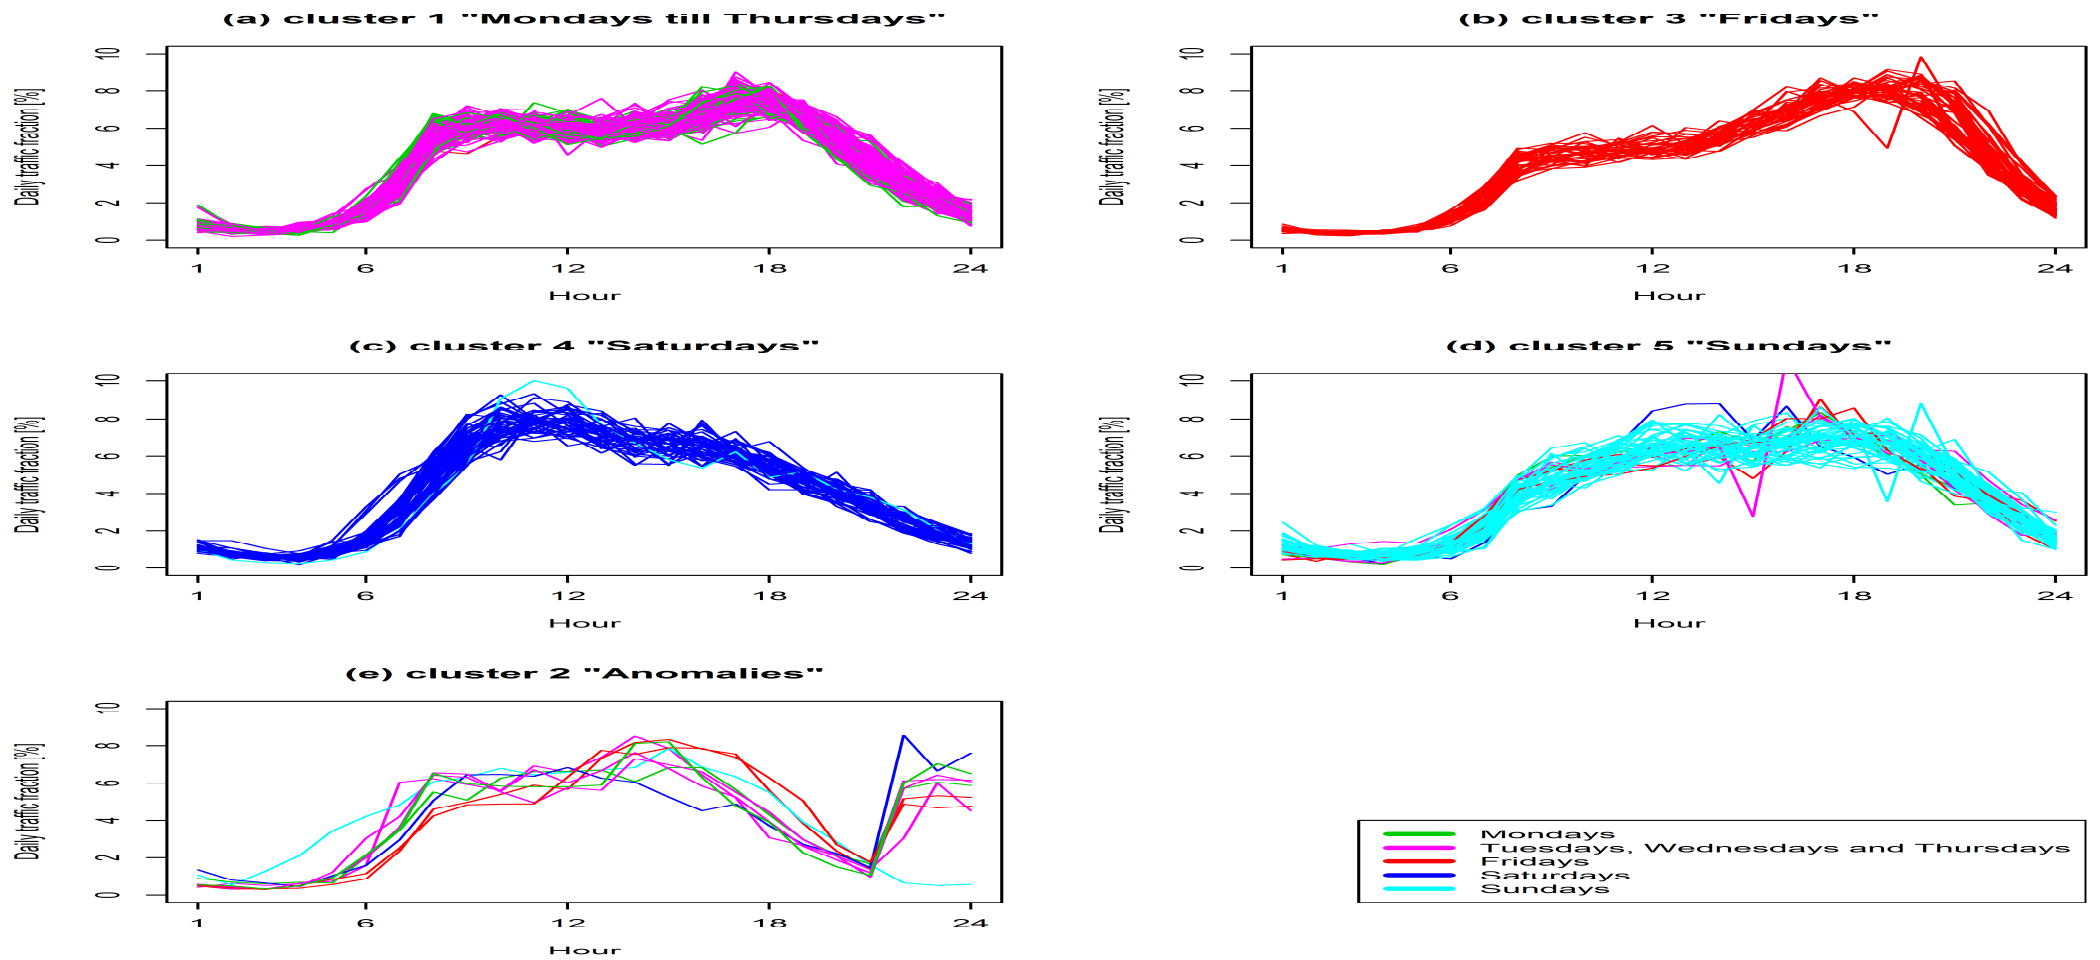 (a) cluster 1 "Mondays till Thursdays"
Daily traffic fraction [%]
10
8
6
4
2
0
1 6 12 18 24
Hour
(b) cluster 3 "Fridays"
Daily traffic fraction [%]
10
8
6
4
2
0
1 6 12 18 24
Hour
(c) cluster 4 "Saturdays"
Daily traffic fraction [%]
10
8
6
4
2
0
1 6 12 18 24
Hour
(d) cluster 5 "Sundays"
Daily traffic fraction [%]
10
8
6
4
2
0
1 6 12 18 24
Hour
(e) cluster 2 "Anomalies"
Daily traffic fraction [%]
10
8
6
4
2
0
1 6 12 18 24
Hour
Mondays
Tuesdays, Wednesdays and Thursdays
Fridays
Saturdays
Sundays